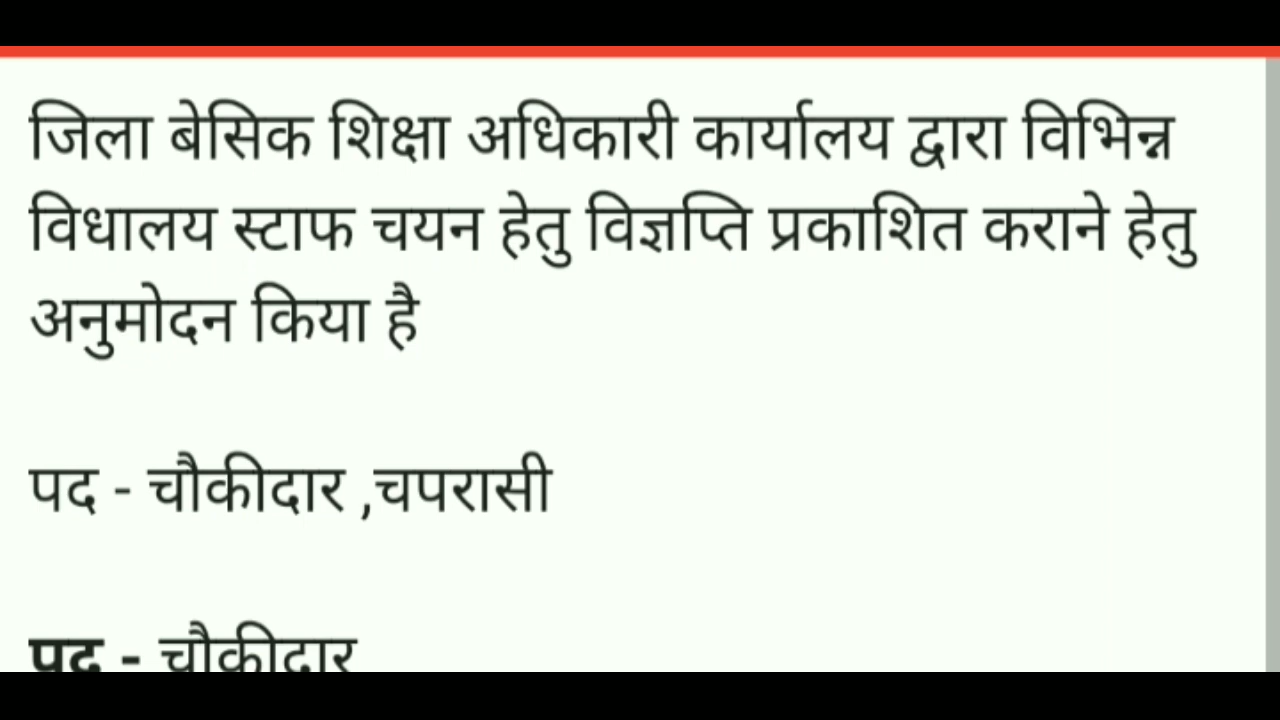 जिला बेसिक शिक्षा अधिकारी कार्यालय द्वारा विभिन्न
विधालय स्टाफ चयन हेतु विज्ञप्ति प्रकाशित कराने हेतु
अनुमोदन किया है
पद - चौकीदार ,चपरासी
पद - चौकीदार